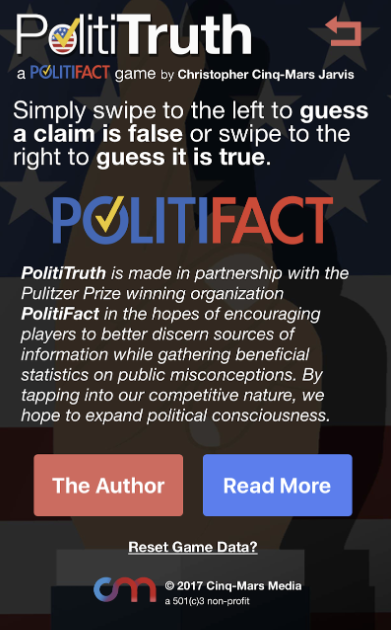 PolitiTruth
a POLITIFACT game by Christopher Cinq-Mars Jarvis
Simply swipe to the left to guess
a claim is false or swipe to the
right to guess it is true.
POLITIFACT
PolitiTruth is made in partnership with the
Pulitzer Prize winning organization
PolitiFact in the hopes of encouraging
players to better discern sources of
information while gathering beneficial
statistics on public misconceptions. By
tapping into our competitive nature, we
hope to expand political consciousness.
The Author
Read More
Reset Game Data?
cm
© 2017 Cinq-Mars Media
a 501(c)3 non-profit